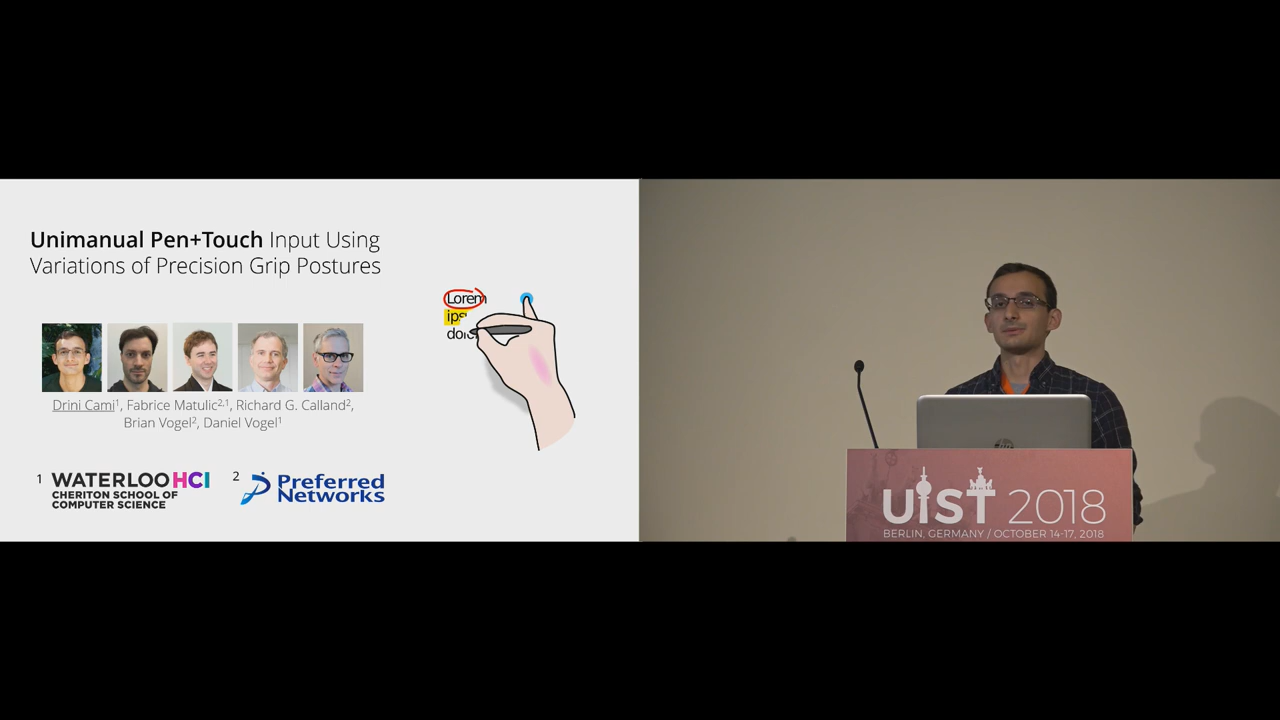 Unimanual Pen+Touch Input Using
Variations of Precision Grip Postures
Lorem
ips
Drini Cami¹, Fabrice Matulic²,¹, Richard G. Calland²,
Brian Vogel², Daniel Vogel¹
1 WATERLOO HCI
CHERITON SCHOOL OF
COMPUTER SCIENCE
2 Preferred
Networks
UIST 2018
BERLIN, GERMANY / OCTOBER 14-17, 2018